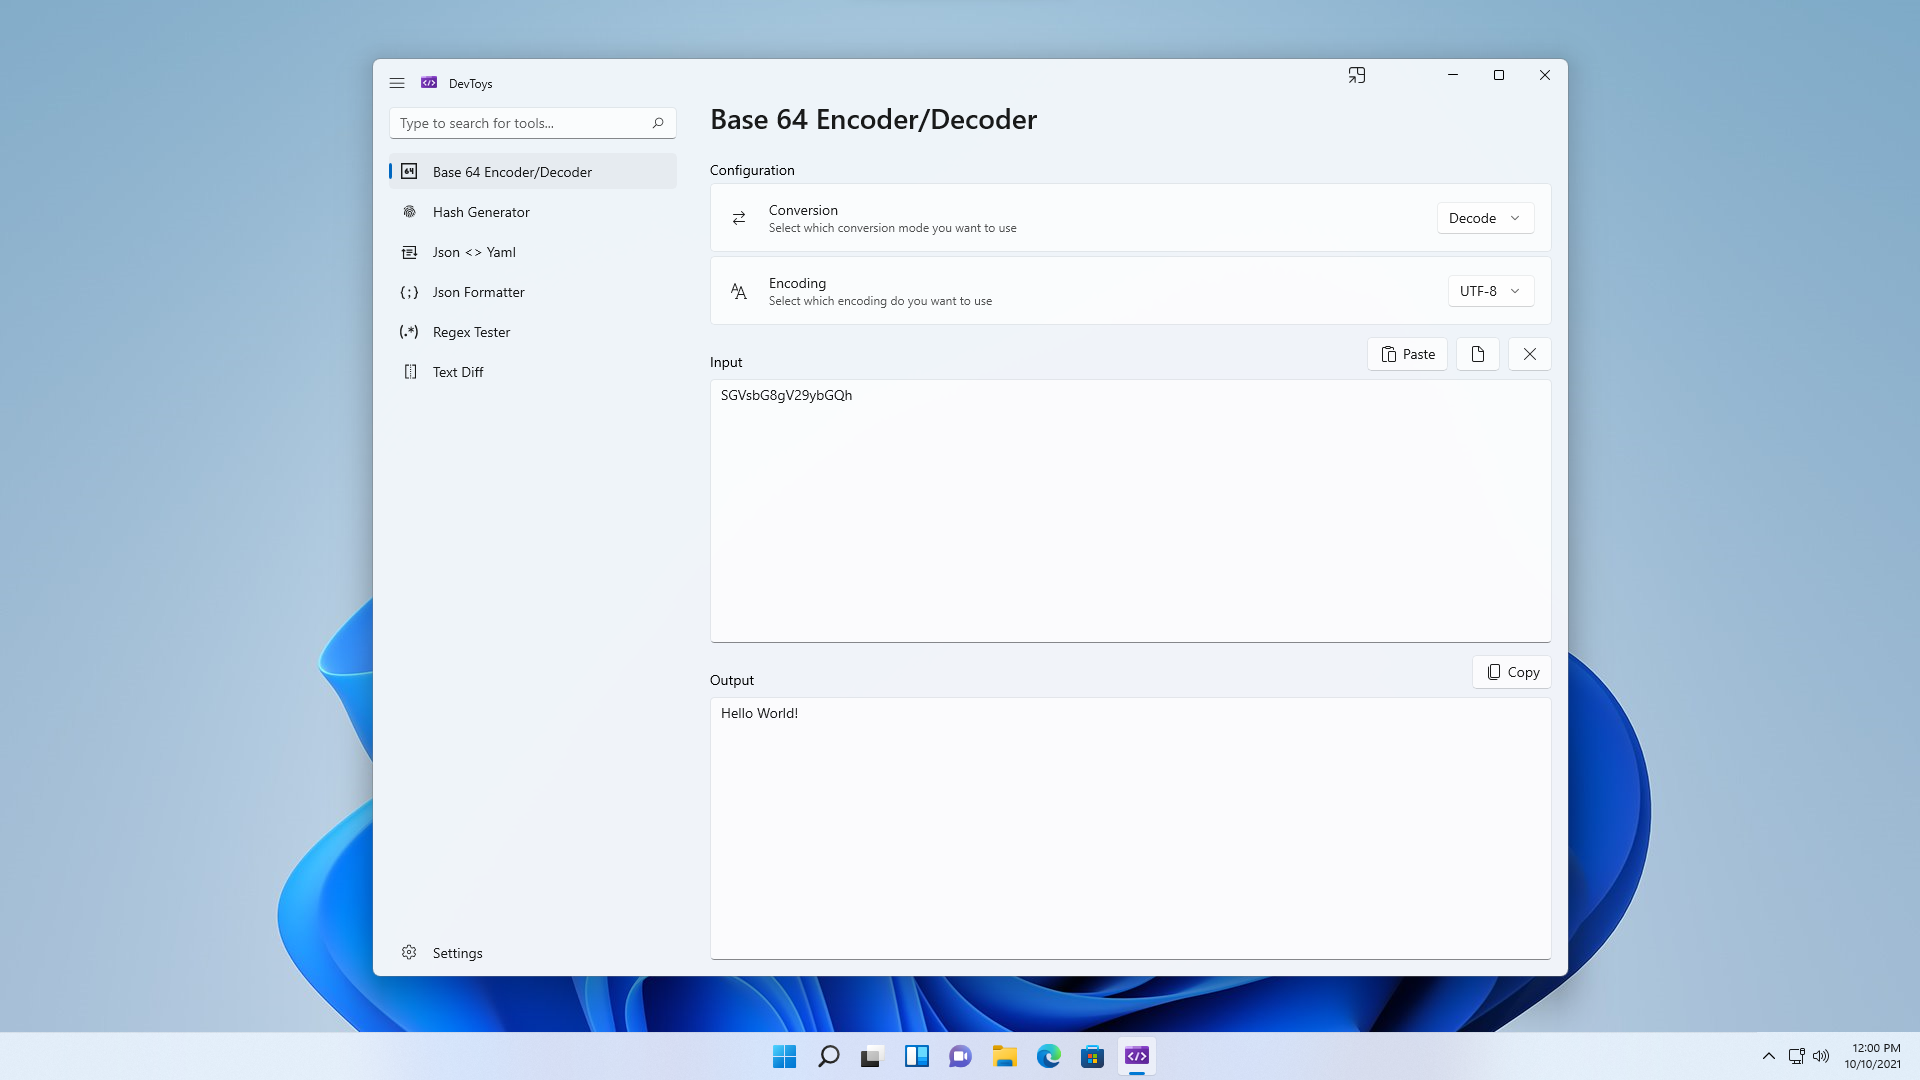 DevToys
Type to search for tools...
Base 64 Encoder/Decoder
Hash Generator
Json <> Yaml
Json Formatter
Regex Tester
Text Diff
Settings
Base 64 Encoder/Decoder
Configuration
Conversion
Select which conversion mode you want to use
Decode
Encoding
Select which encoding do you want to use
UTF-8
Input
Paste
SGVsbG8gV29ybGQh
Output
Copy
Hello World!
12:00 PM
10/10/2021